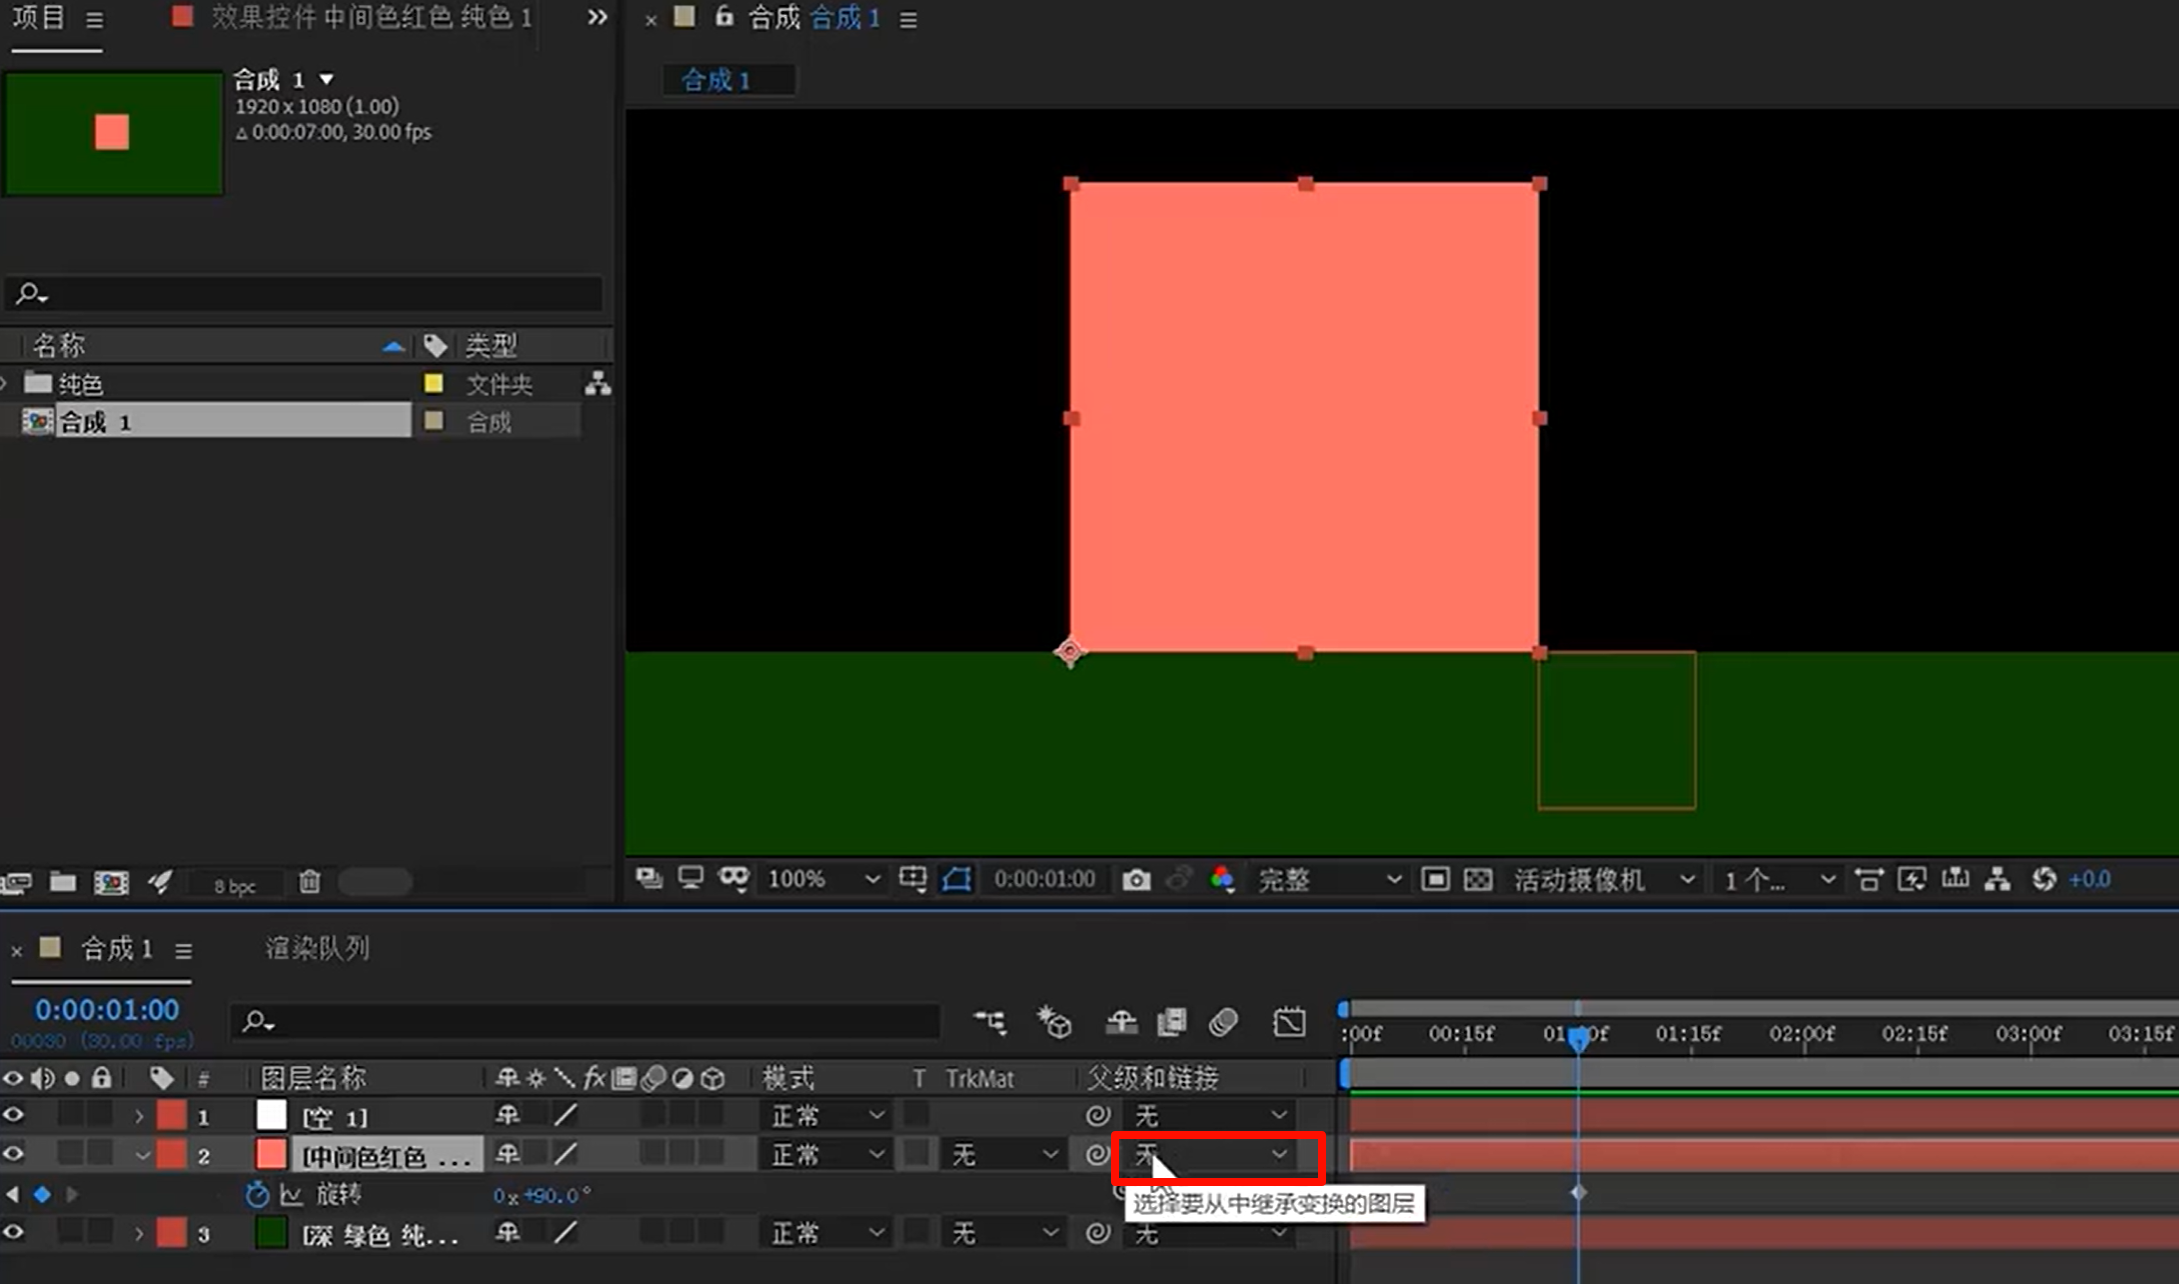 项目
效果控件 中间色红色 纯色 1
合成 合成 1
合成 1
合成 1
1920 x 1080 (1.00)
Δ 0:00:07:00, 30.00 fps
名称 类型
纯色 文件夹
合成 1 合成
8 bpc
100% 0:00:01:00 完整 活动摄像机 1 个... +0.0
合成 1 渲染队列
0:00:01:00
00030 (30.00 fps)
:00f 00:15f 01:15f 02:00f 02:15f 03:00f 03:15f
# 图层名称 fx 模式 T TrkMat 父级和链接
1 [空 1] 正常 无
2 [中间色红色 ... 正常 无 无
旋转 0x+90.0°
选择要从中继承变换的图层
3 [深 绿色 纯... 正常 无 无